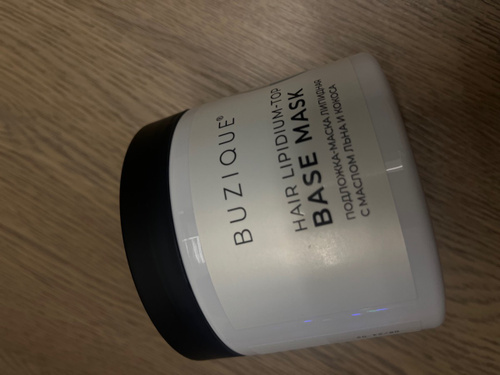 BUZIQUE®
HAIR LIPIDIUM-TOP
BASE MASK
ПОДЛОЖКА-МАСКА ЛИПИДНАЯ
С МАСЛОМ ЛЬНА И КОКОСА